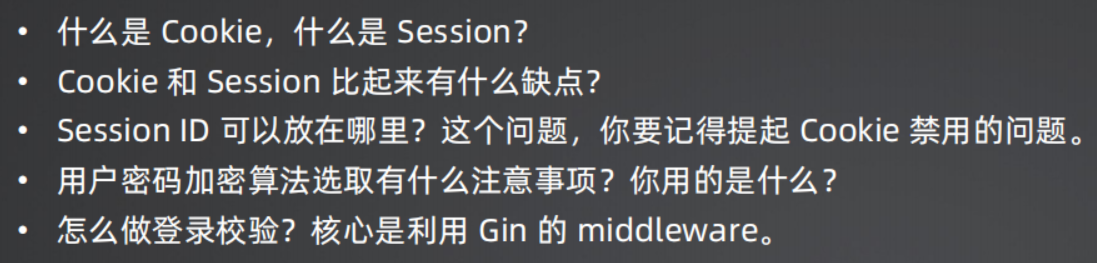 • 什么是 Cookie，什么是 Session？
• Cookie 和 Session 比起来有什么缺点？
• Session ID 可以放在哪里？这个问题，你要记得提起 Cookie 禁用的问题。
• 用户密码加密算法选取有什么注意事项？你用的是什么？
• 怎么做登录校验？核心是利用 Gin 的 middleware。